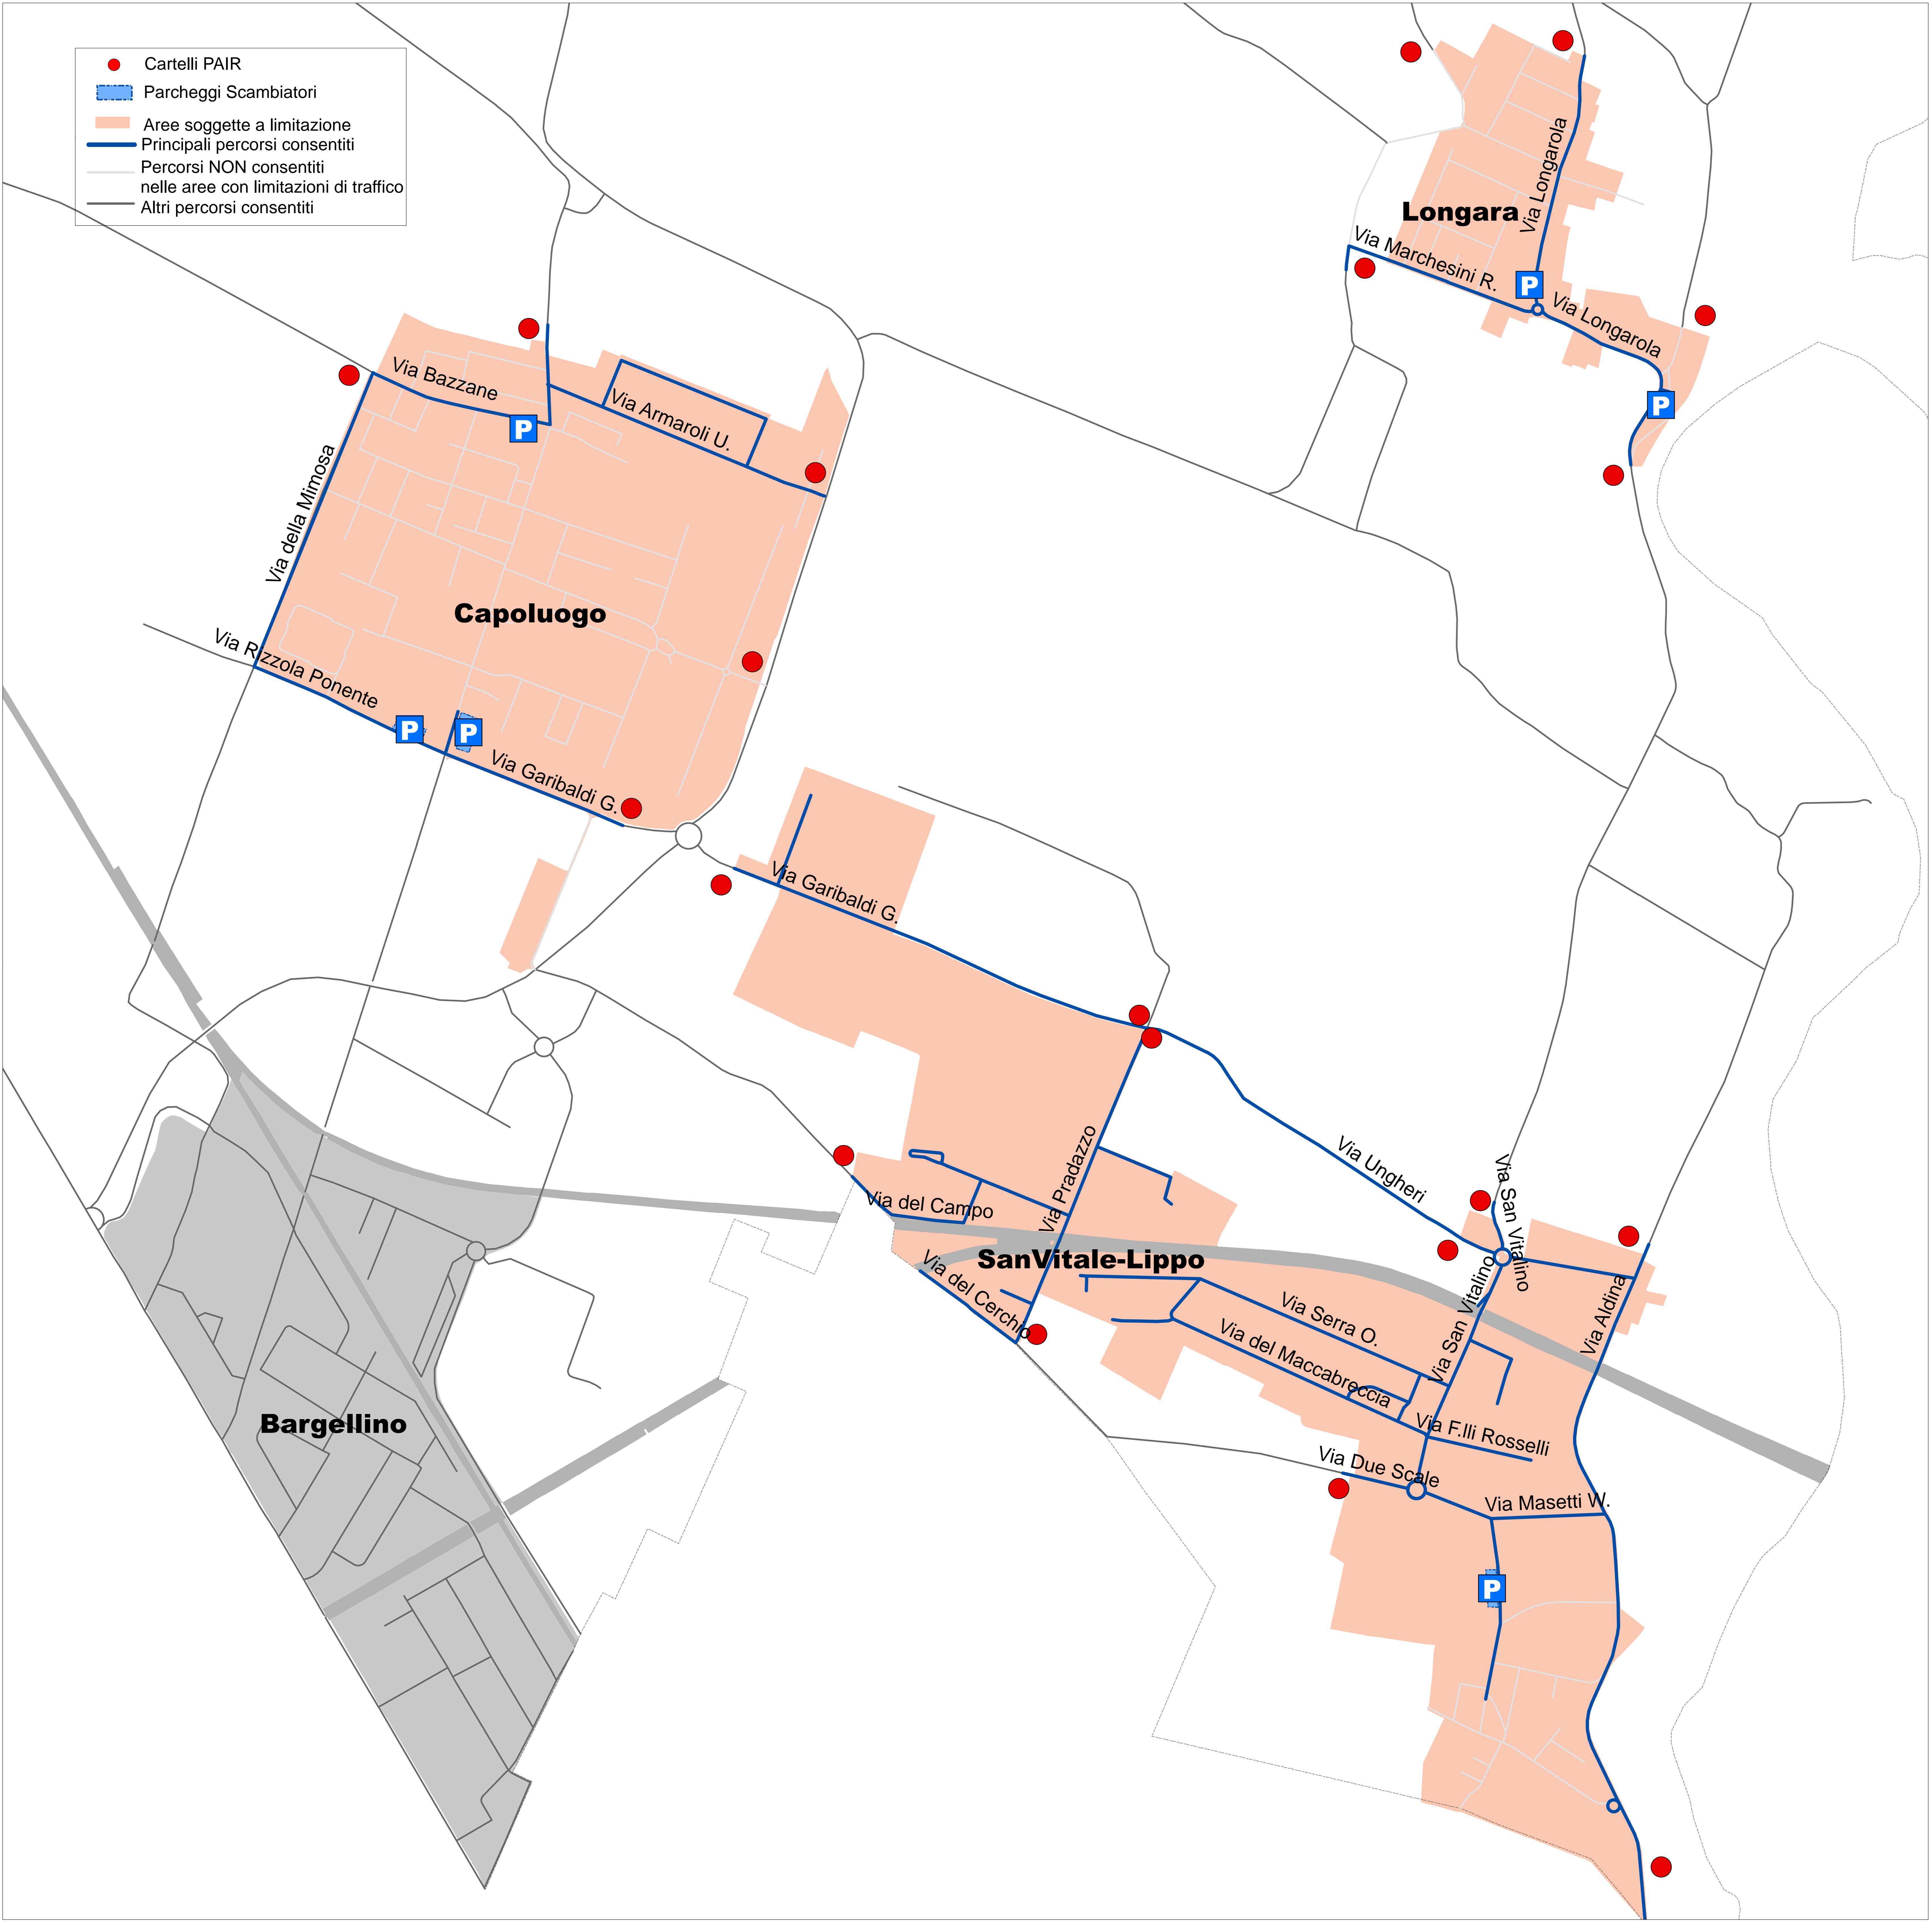 Cartelli PAIR
Parcheggi Scambiatori
Aree soggette a limitazione
Principali percorsi consentiti
Percorsi NON consentiti
nelle aree con limitazioni di traffico
Altri percorsi consentiti
Longara
Via Longarola
Via Marchesini R.
P
Via Longarola
P
Via Bazzane
P
Via Armaroli U.
Via della Mimosa
Capoluogo
Via Rizzola Ponente
P
P
Via Garibaldi G.
Via Garibaldi G.
Via Pradazzo
Via Ungheri
Via San Vitalino
Via del Campo
SanVitale-Lippo
Via del Cerchio
Via Serra O.
Via San Vitalino
Via Aldina
Via del Maccabreccia
Bargellino
Via F.lli Rosselli
Via Due Scale
Via Masetti W.
P